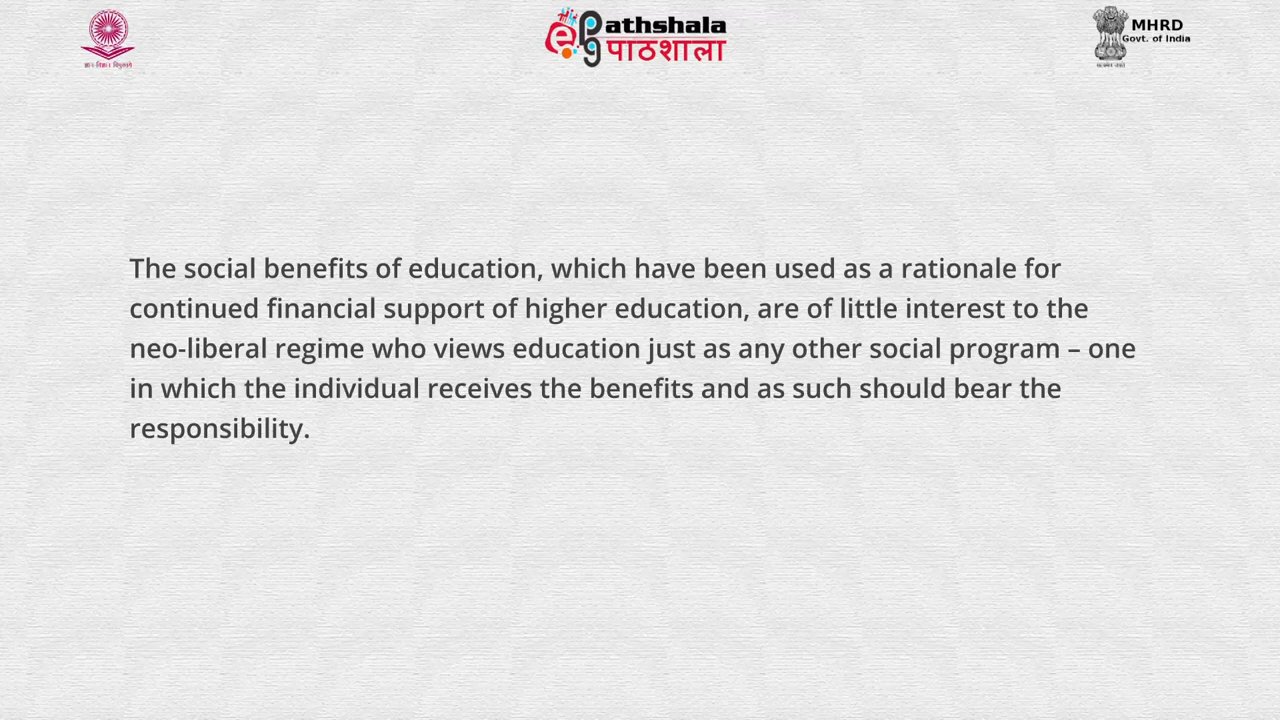 ePathshala
पाठशाला
MHRD
Govt. of India
The social benefits of education, which have been used as a rationale for
continued financial support of higher education, are of little interest to the
neo-liberal regime who views education just as any other social program – one
in which the individual receives the benefits and as such should bear the
responsibility.